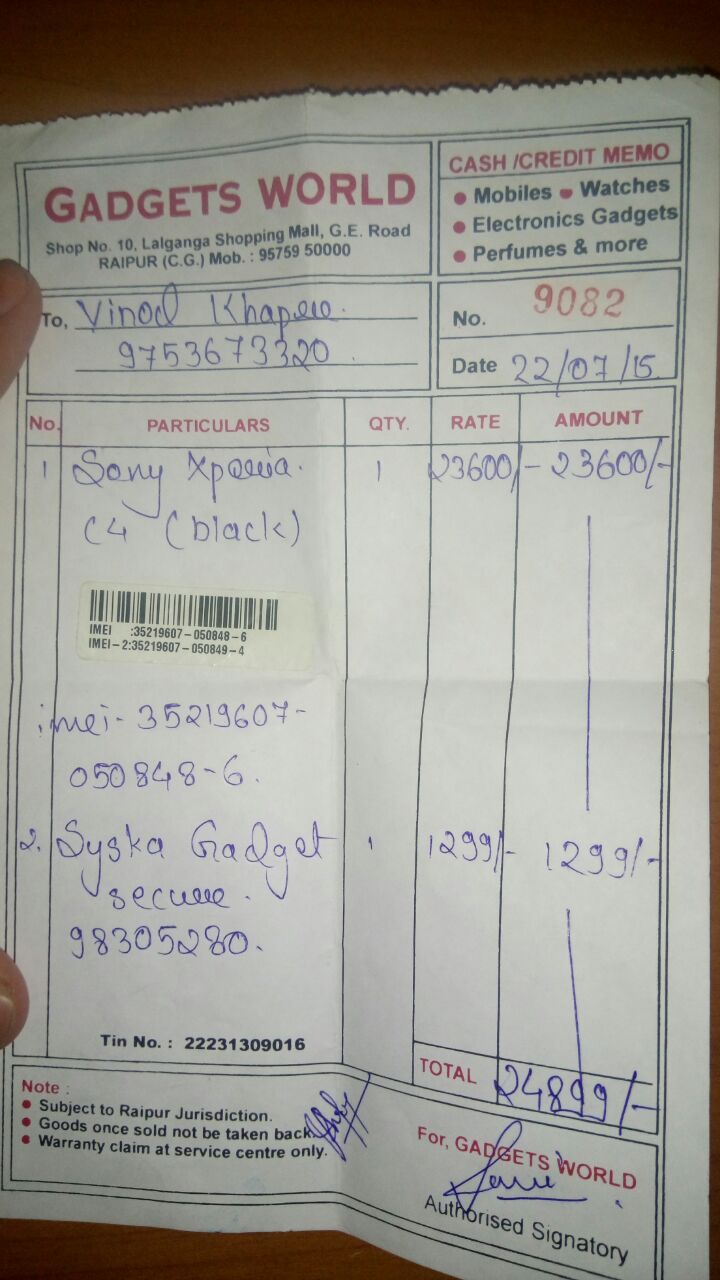 GADGETS WORLD
Shop No. 10, Lalganga Shopping Mall, G.E. Road
RAIPUR (C.G.) Mob. : 95759 50000
CASH /CREDIT MEMO
• Mobiles • Watches
• Electronics Gadgets
• Perfumes & more
To, Vinod Khapere.
9753673320.
No. 9082
Date 22/07/15
No. PARTICULARS QTY. RATE AMOUNT
1 Sony Xperia. 1 23600/- 23600/-
C4 (black)
IMEI :35219607-050848-6
IMEI-2:35219607-050849-4
imei- 35219607-
050848-6.
2. Syska Gadget 1 1299/- 1299/-
secure.
98305280.
Tin No. : 22231309016
TOTAL 24899/-
Note :
• Subject to Raipur Jurisdiction.
• Goods once sold not be taken back.
• Warranty claim at service centre only.
For, GADGETS WORLD
Authorised Signatory